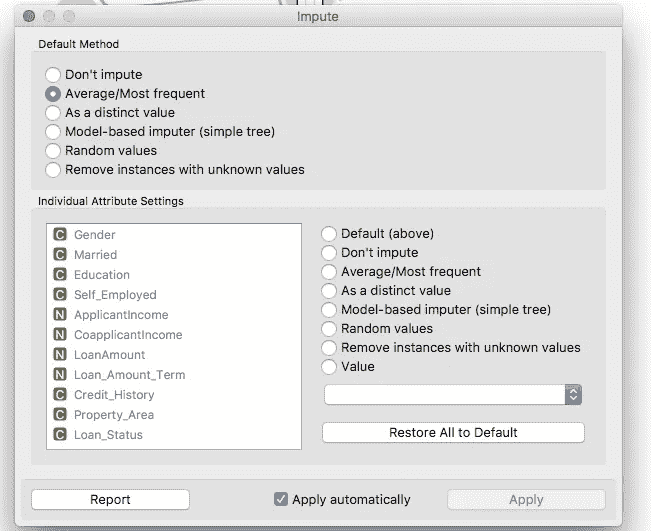 Impute
Default Method
Don't impute
Average/Most frequent
As a distinct value
Model-based imputer (simple tree)
Random values
Remove instances with unknown values
Individual Attribute Settings
C Gender
C Married
C Education
C Self_Employed
N ApplicantIncome
N CoapplicantIncome
N LoanAmount
N Loan_Amount_Term
C Credit_History
C Property_Area
C Loan_Status
Default (above)
Don't impute
Average/Most frequent
As a distinct value
Model-based imputer (simple tree)
Random values
Remove instances with unknown values
Value
Restore All to Default
Report
Apply automatically
Apply